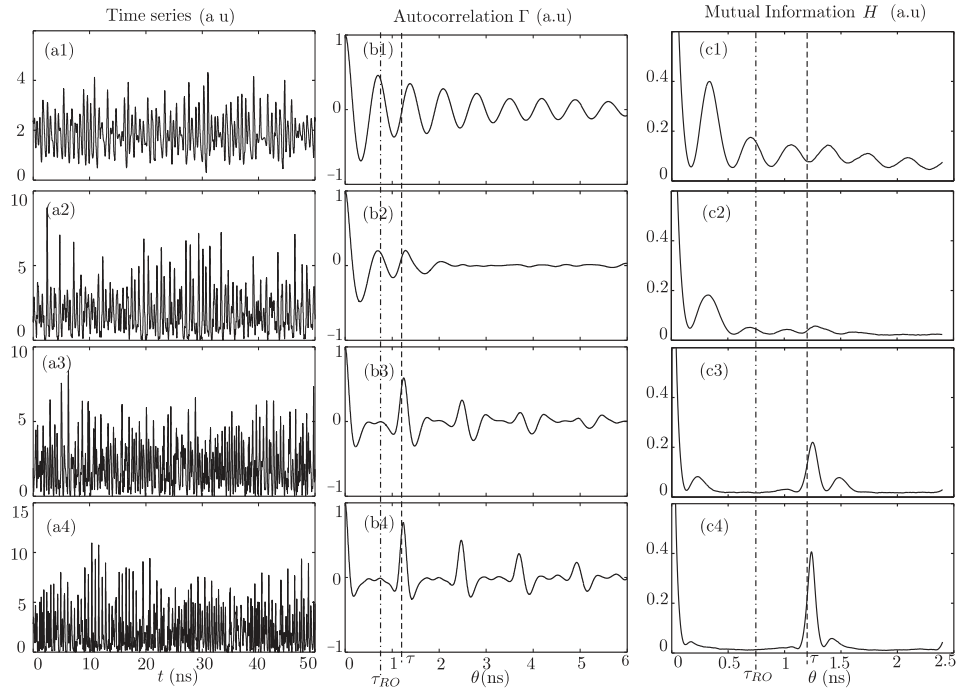 Time series (a u)
Autocorrelation Γ (a.u)
Mutual Information H (a.u)
(a1)
4
2
0
(b1)
1
0
−1
(c1)
0.4
0.2
0
(a2)
10
5
0
(b2)
1
0
−1
(c2)
0.4
0.2
0
(a3)
10
5
0
(b3)
1
0
−1
(c3)
0.4
0.2
0
(a4)
15
10
5
0
(b4)
1
0
−1
(c4)
0.4
0.2
0
0 10 20 30 40 50
t (ns)
0 1 τ 2 3 4 5 6
τRO θ(ns)
0 0.5 1 τ 1.5 2 2.5
τRO θ (ns)